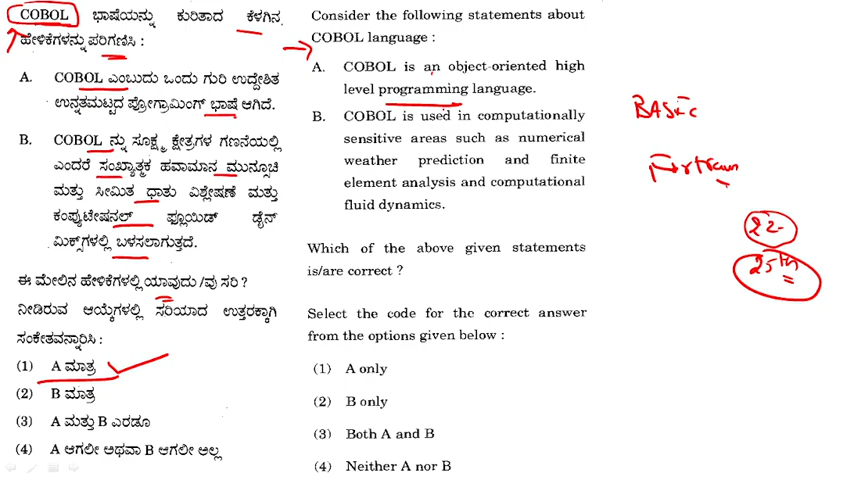 COBOL ಭಾಷೆಯನ್ನು ಕುರಿತಾದ ಕೆಳಗಿನ
ಹೇಳಿಕೆಗಳನ್ನು ಪರಿಗಣಿಸಿ :
A. COBOL ಎಂಬುದು ಒಂದು ಗುರಿ ಉದ್ದೇಶಿತ
ಉನ್ನತಮಟ್ಟದ ಪ್ರೋಗ್ರಾಮಿಂಗ್ ಭಾಷೆ ಆಗಿದೆ.
B. COBOL ನ್ನು ಸೂಕ್ಷ್ಮ ಕ್ಷೇತ್ರಗಳ ಗಣನೆಯಲ್ಲಿ
ಎಂದರೆ ಸಂಖ್ಯಾತ್ಮಕ ಹವಾಮಾನ ಮುನ್ಸೂಚಿ
ಮತ್ತು ಸೀಮಿತ ಧಾತು ವಿಶ್ಲೇಷಣೆ ಮತ್ತು
ಕಂಪ್ಯುಟೇಷನಲ್ ಫ್ಲೂಯಿಡ್ ಡೈನ್
ಮಿಕ್ಸ್‌ಗಳಲ್ಲಿ ಬಳಸಲಾಗುತ್ತದೆ.
ಈ ಮೇಲಿನ ಹೇಳಿಕೆಗಳಲ್ಲಿ ಯಾವುದು /ವು ಸರಿ ?
ನೀಡಿರುವ ಆಯ್ಕೆಗಳಲ್ಲಿ ಸರಿಯಾದ ಉತ್ತರಕ್ಕಾಗಿ
ಸಂಕೇತವನ್ನಾರಿಸಿ :
(1) A ಮಾತ್ರ
(2) B ಮಾತ್ರ
(3) A ಮತ್ತು B ಎರಡೂ
(4) A ಆಗಲೀ ಅಥವಾ B ಆಗಲೀ ಅಲ್ಲ
Consider the following statements about
COBOL language :
A. COBOL is an object-oriented high
level programming language.
B. COBOL is used in computationally
sensitive areas such as numerical
weather prediction and finite
element analysis and computational
fluid dynamics.
Which of the above given statements
is/are correct ?
Select the code for the correct answer
from the options given below :
(1) A only
(2) B only
(3) Both A and B
(4) Neither A nor B
BASIC
Fortran
22-
25th